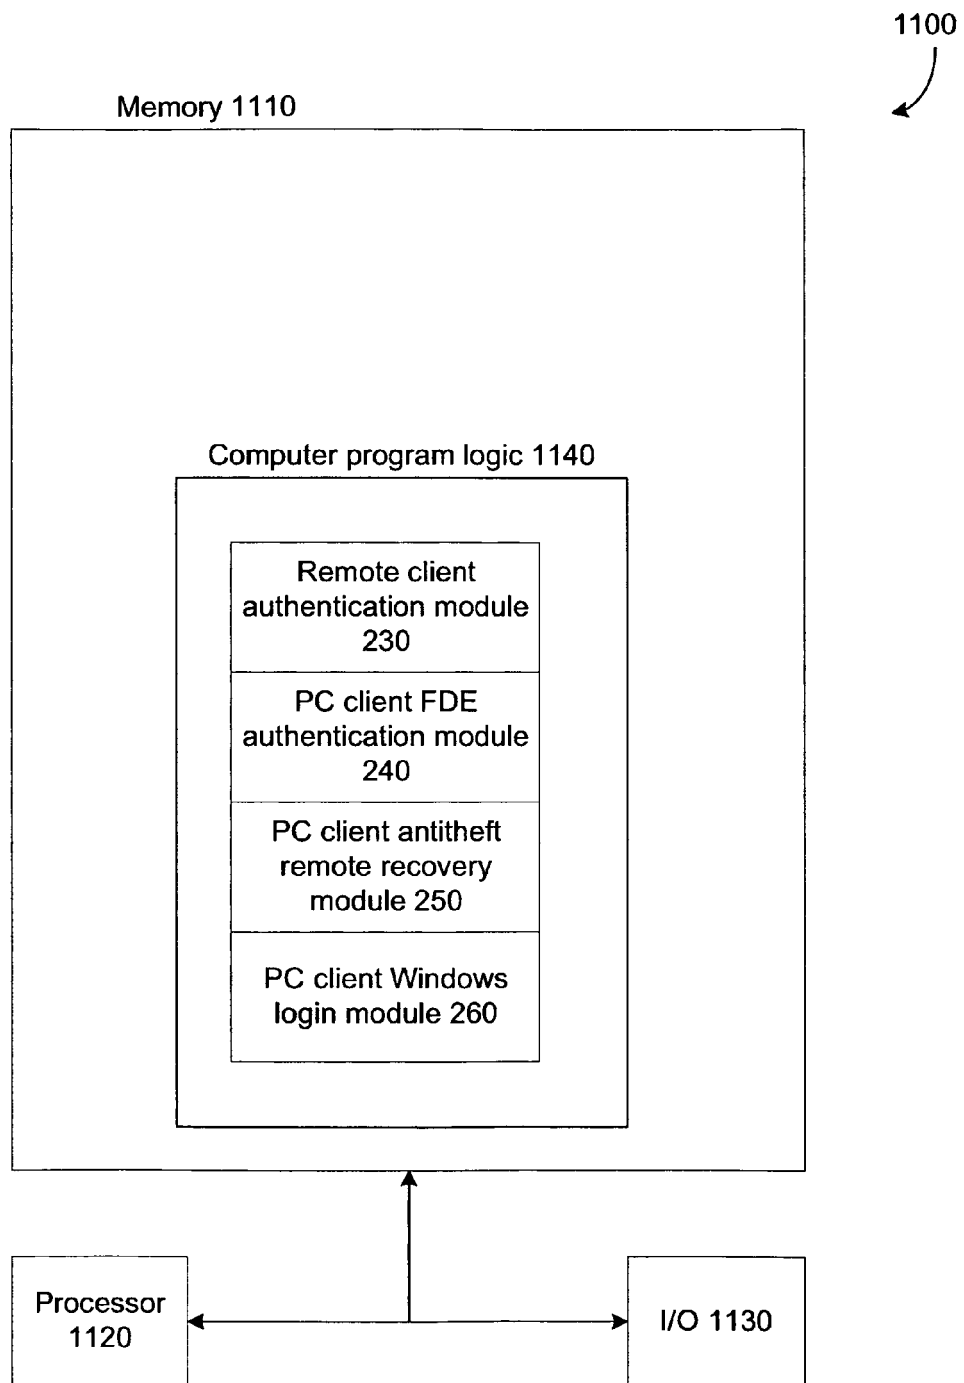 1100
Memory 1110
Computer program logic 1140
Remote client
authentication module
230
PC client FDE
authentication module
240
PC client antitheft
remote recovery
module 250
PC client Windows
login module 260
Processor
1120
I/O 1130